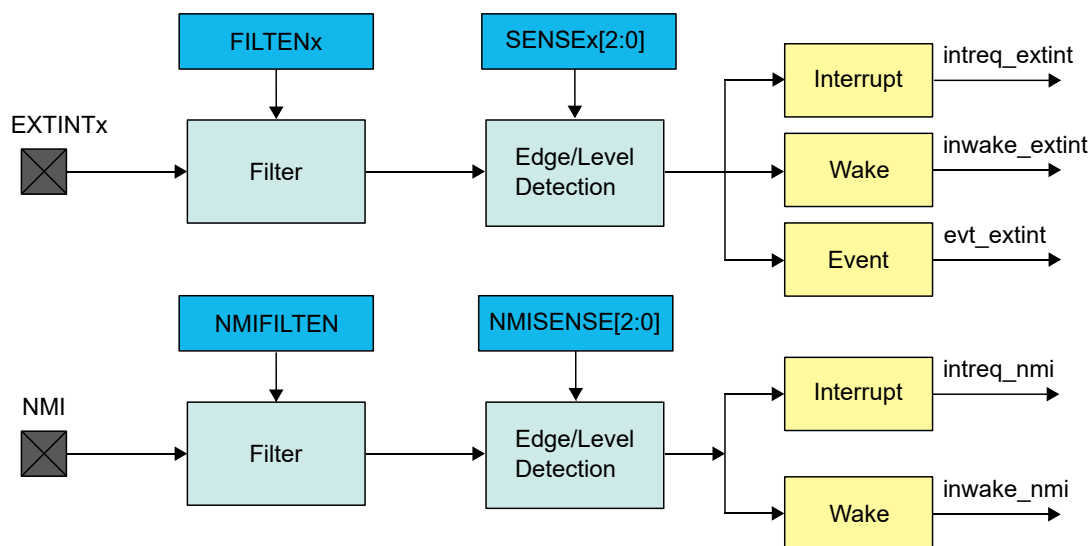 FILTENx
SENSEx[2:0]
EXTINTx
Filter
Edge/Level
Detection
Interrupt
intreq_extint
Wake
inwake_extint
Event
evt_extint
NMIFILTEN
NMISENSE[2:0]
NMI
Filter
Edge/Level
Detection
Interrupt
intreq_nmi
Wake
inwake_nmi